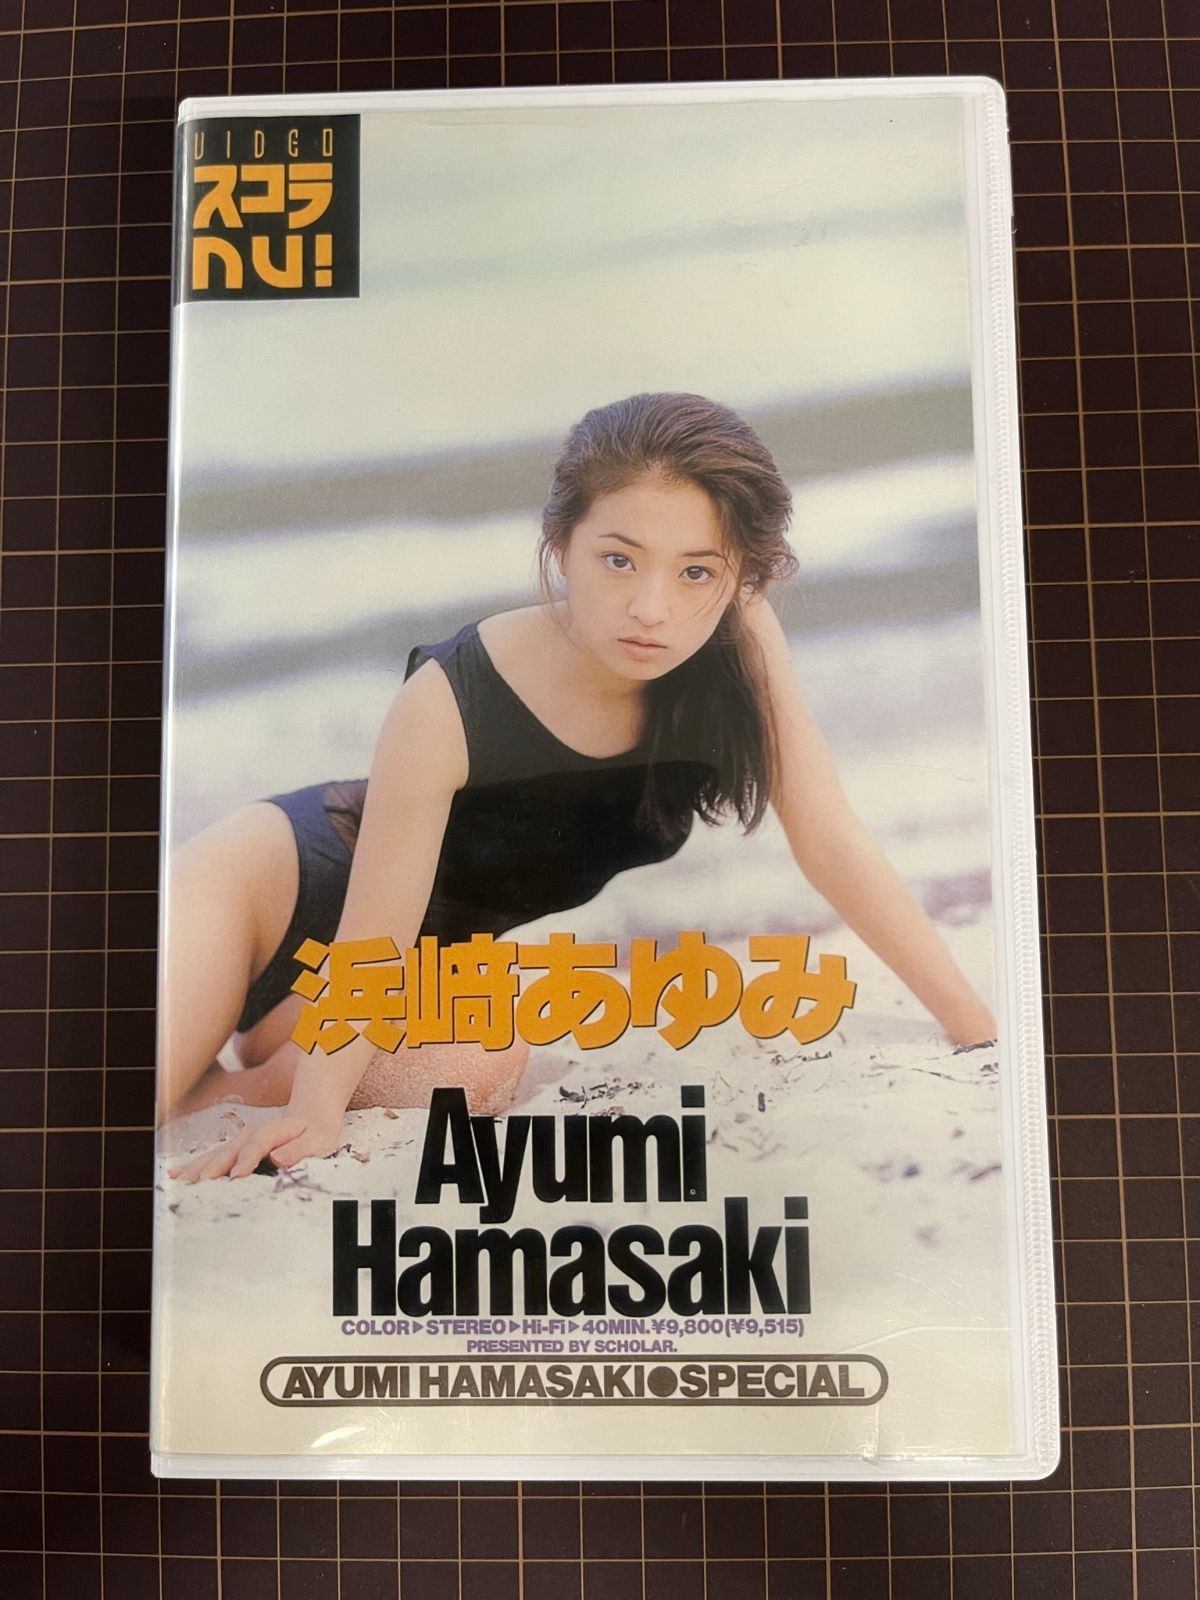 VIDEO
スコラ
nu!
浜﨑あゆみ
Ayumi
Hamasaki
COLOR▶STEREO▶Hi-Fi▶40MIN.¥9,800(¥9,515)
PRESENTED BY SCHOLAR.
AYUMI HAMASAKI●SPECIAL